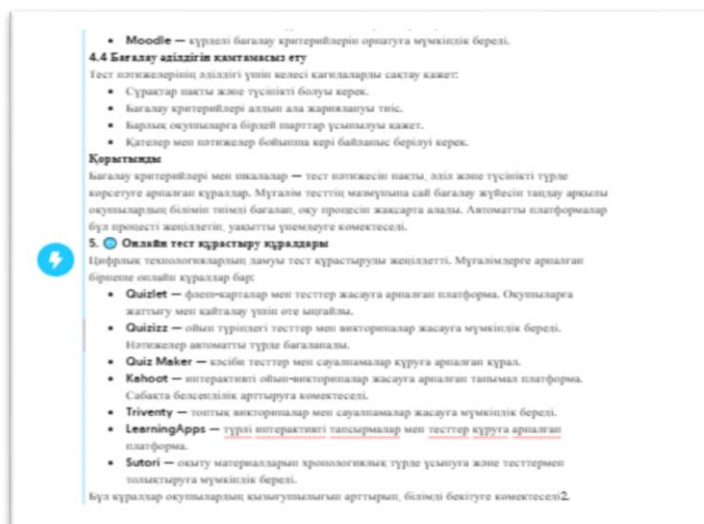 • Moodle — күрделі бағалау критерийлерін орнатуға мүмкіндік береді.
4.4 Бағалау әділдігін қамтамасыз ету
Тест нәтижелерінің әділдігі үшін келесі қағидаларды сақтау қажет:
• Сұрақтар нақты және түсінікті болуы керек.
• Бағалау критерийлері алдын ала жариялануы тиіс.
• Барлық оқушыларға бірдей шарттар ұсынылуы қажет.
• Қателер мен нәтижелер бойынша кері байланыс берілуі керек.
Қорытынды
Бағалау критерийлері мен шкалалар — тест нәтижесін нақты, әділ және түсінікті түрде
көрсетуге арналған құралдар. Мұғалім тесттің мазмұнына сай бағалау жүйесін таңдау арқылы
оқушылардың білімін тиімді бағалап, оқу процесін жақсарта алады. Автоматты платформалар
бұл процесті жеңілдетіп, уақытты үнемдеуге көмектеседі.
5. Онлайн тест құрастыру құралдары
Цифрлық технологиялардың дамуы тест құрастыруды жеңілдетті. Мұғалімдерге арналған
бірнеше онлайн құралдар бар:
• Quizlet — флеш-карталар мен тесттер жасауға арналған платформа. Оқушыларға
жаттығу мен қайталау үшін өте ыңғайлы.
• Quizizz — ойын түріндегі тесттер мен викториналар жасауға мүмкіндік береді.
Нәтижелер автоматты түрде бағаланады.
• Quiz Maker — кәсіби тесттер мен сауалнамалар құруға арналған құрал.
• Kahoot — интерактивті ойын-викториналар жасауға арналған танымал платформа.
Сабақта белсенділік арттыруға көмектеседі.
• Triventy — топтық викториналар мен сауалнамалар жасауға мүмкіндік береді.
• LearningApps — түрлі интерактивті тапсырмалар мен тесттер құруға арналған
платформа.
• Sutori — оқыту материалдарын хронологиялық түрде ұсынуға және тесттермен
толықтыруға мүмкіндік береді.
Бұл құралдар оқушылардың қызығушылығын арттырып, білімді бекітуге көмектеседі2.